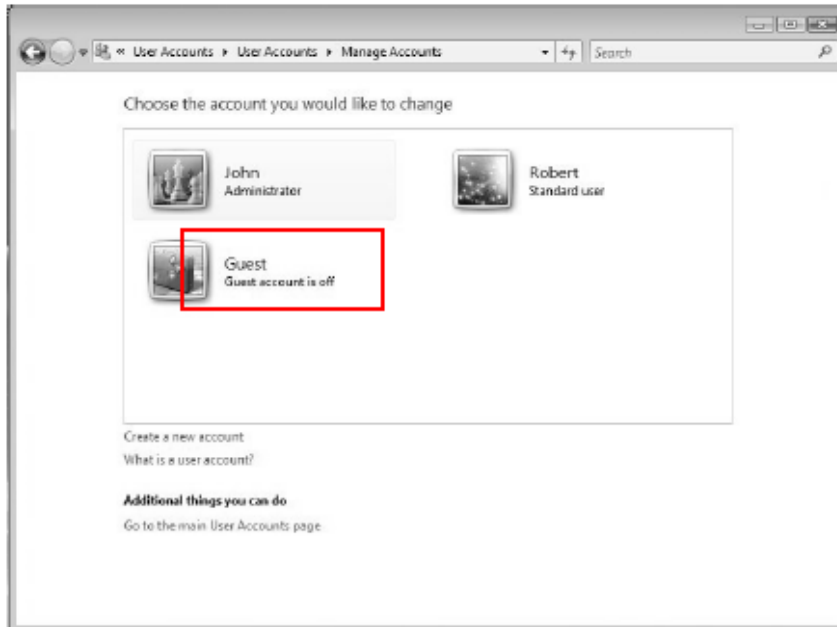 « User Accounts ▸ User Accounts ▸ Manage Accounts
Search
Choose the account you would like to change
John
Administrator
Robert
Standard user
Guest
Guest account is off
Create a new account
What is a user account?
Additional things you can do
Go to the main User Accounts page